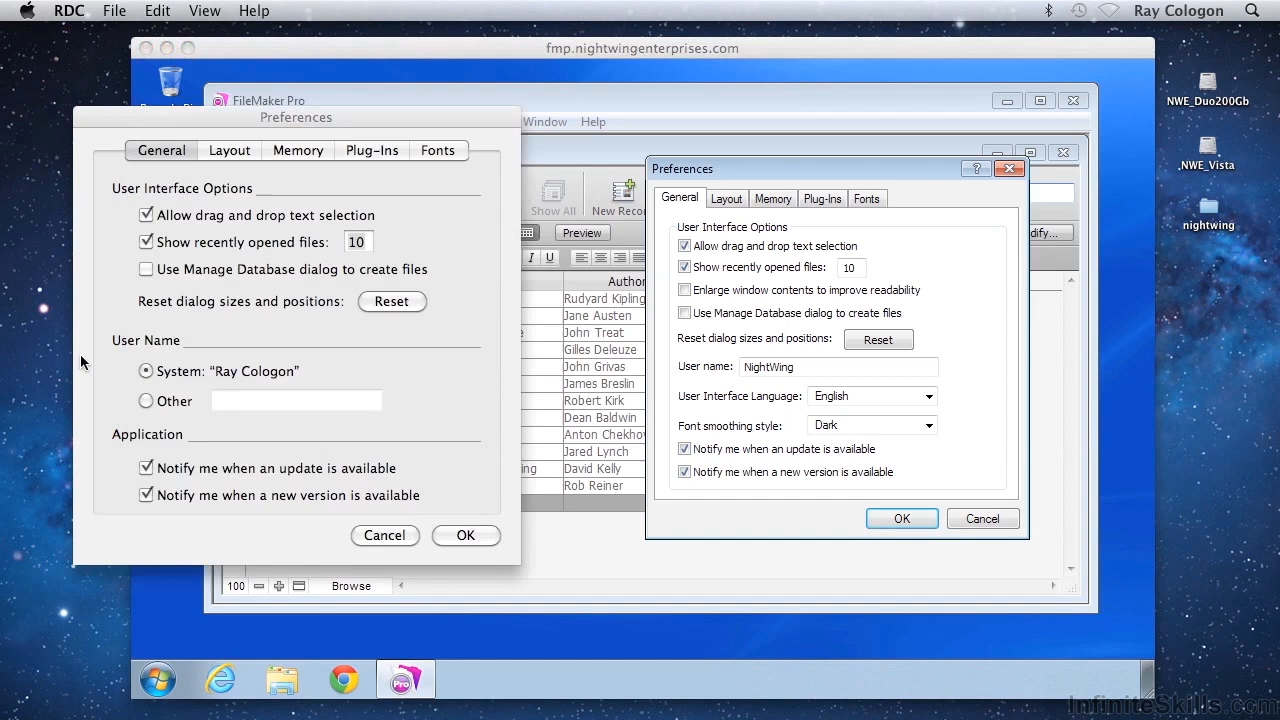 RDC File Edit View Help Ray Cologon
fmp.nightwingenterprises.com
FileMaker Pro
Window Help
Preferences
General Layout Memory Plug-Ins Fonts
User Interface Options
Allow drag and drop text selection
Show recently opened files: 10
Use Manage Database dialog to create files
Reset dialog sizes and positions: Reset
User Name
System: “Ray Cologon”
Other
Application
Notify me when an update is available
Notify me when a new version is available
Cancel OK
Show All New Recor
Preview
I U
Autho
Rudyard Kipling
Jane Austen
John Treat
Gilles Deleuze
John Grivas
James Breslin
Robert Kirk
Dean Baldwin
Anton Chekho
Jared Lynch
ing David Kelly
Rob Reiner
100 Browse
Preferences
General Layout Memory Plug-Ins Fonts
User Interface Options
Allow drag and drop text selection
Show recently opened files: 10
Enlarge window contents to improve readability
Use Manage Database dialog to create files
Reset dialog sizes and positions: Reset
User name: NightWing
User Interface Language: English
Font smoothing style: Dark
Notify me when an update is available
Notify me when a new version is available
OK Cancel
dify...
NWE_Duo200Gb
NWE_Vista
nightwing
Pro
InfiniteSkills.com